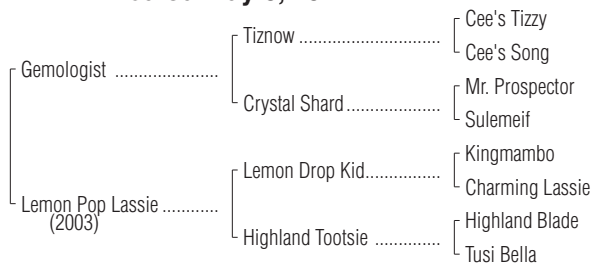 Cee's Tizzy
Tiznow
Cee's Song
Gemologist
Mr. Prospector
Crystal Shard
Sulemeif
Kingmambo
Lemon Drop Kid
Charming Lassie
Lemon Pop Lassie
(2003)
Highland Blade
Highland Tootsie
Tusi Bella